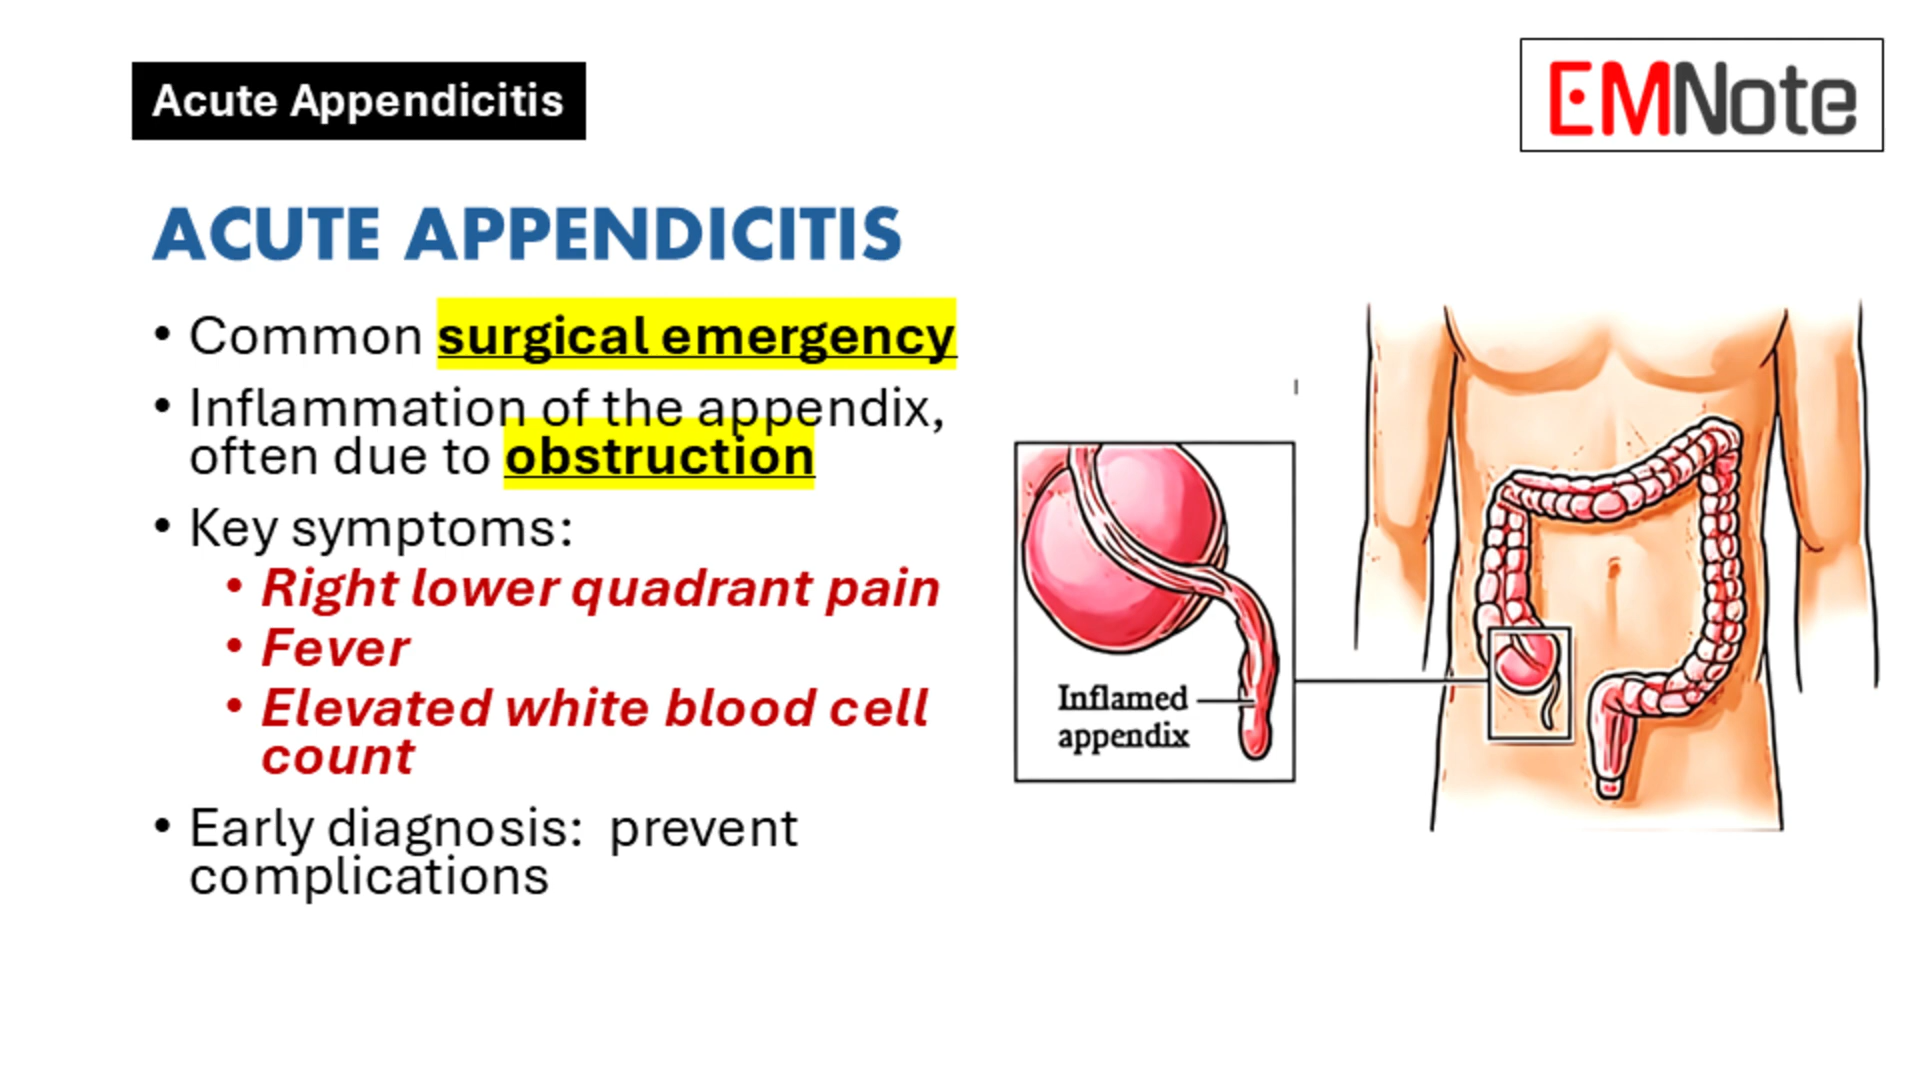 Acute Appendicitis
EMNote
ACUTE APPENDICITIS
• Common surgical emergency
• Inflammation of the appendix,
often due to obstruction
• Key symptoms:
• Right lower quadrant pain
• Fever
• Elevated white blood cell
count
• Early diagnosis:  prevent
complications
Inflamed
appendix